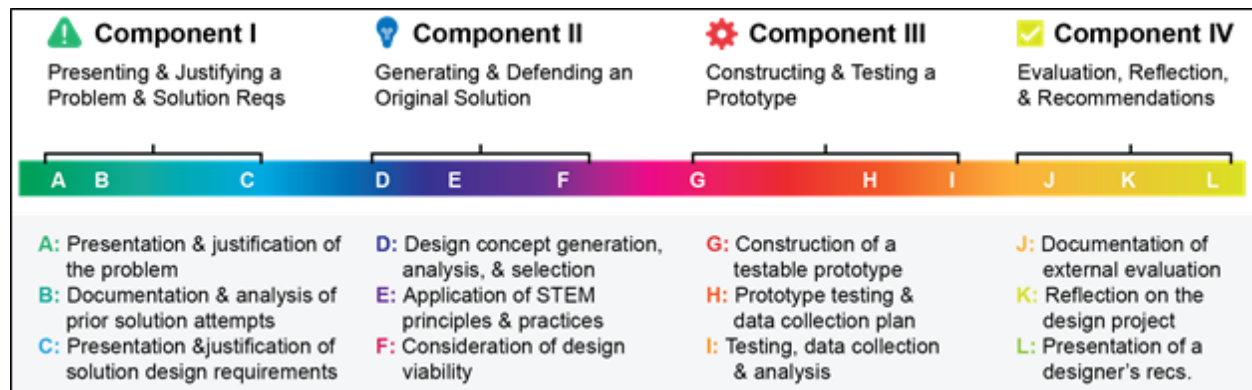 Component I
Presenting & Justifying a
Problem & Solution Reqs
Component II
Generating & Defending an
Original Solution
Component III
Constructing & Testing a
Prototype
Component IV
Evaluation, Reflection,
& Recommendations
A B C D E F G H I J K L
A: Presentation & justification of
the problem
B: Documentation & analysis of
prior solution attempts
C: Presentation &justification of
solution design requirements
D: Design concept generation,
analysis, & selection
E: Application of STEM
principles & practices
F: Consideration of design
viability
G: Construction of a
testable prototype
H: Prototype testing &
data collection plan
I: Testing, data collection
& analysis
J: Documentation of
external evaluation
K: Reflection on the
design project
L: Presentation of a
designer's recs.